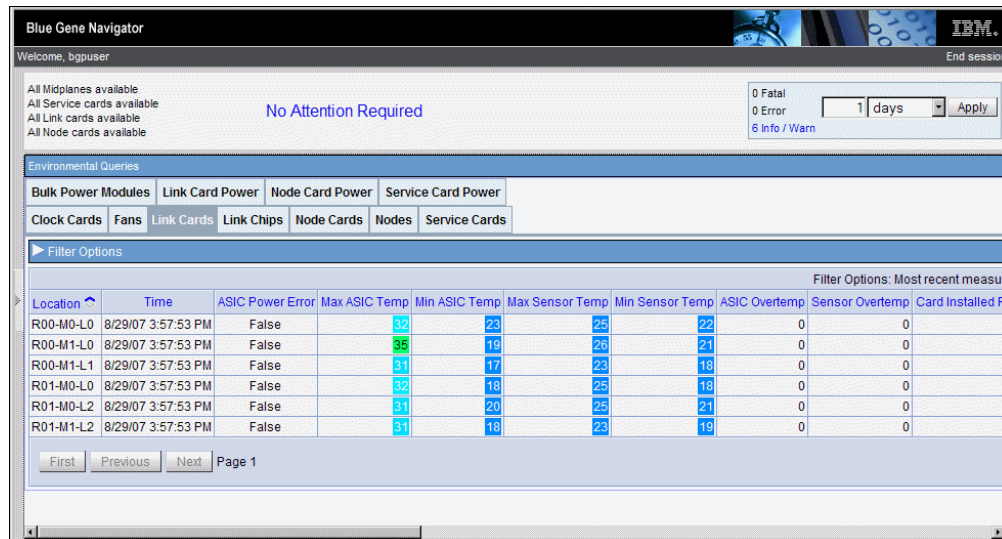 Blue Gene Navigator
IBM.
Welcome, bgpuser
End session
All Midplanes available
All Service cards available
All Link cards available
All Node cards available
No Attention Required
0 Fatal
0 Error
6 Info / Warn
1 days Apply
Environmental Queries
Bulk Power Modules Link Card Power Node Card Power Service Card Power
Clock Cards Fans Link Cards Link Chips Node Cards Nodes Service Cards
Filter Options
Filter Options: Most recent measu
Location Time ASIC Power Error Max ASIC Temp Min ASIC Temp Max Sensor Temp Min Sensor Temp ASIC Overtemp Sensor Overtemp Card Installed
R00-M0-L0 8/29/07 3:57:53 PM False 32 23 25 22 0 0
R00-M1-L0 8/29/07 3:57:53 PM False 35 19 26 21 0 0
R00-M1-L1 8/29/07 3:57:53 PM False 31 17 23 18 0 0
R01-M0-L0 8/29/07 3:57:53 PM False 32 18 25 18 0 0
R01-M0-L2 8/29/07 3:57:53 PM False 31 20 25 21 0 0
R01-M1-L2 8/29/07 3:57:53 PM False 31 18 23 19 0 0
First Previous Next Page 1